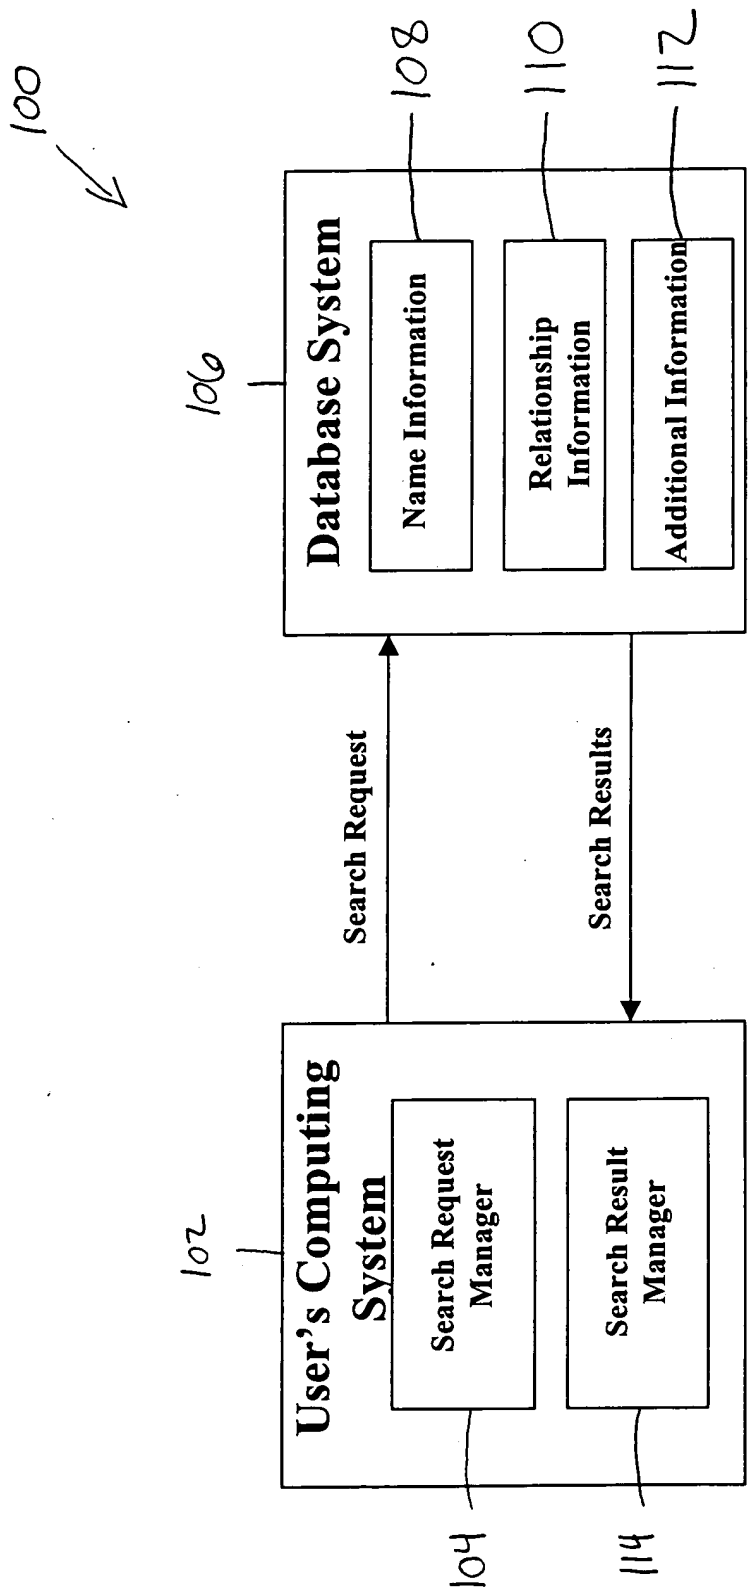 100
102
User's Computing
System
Search Request
Manager
104
Search Result
Manager
114
Search Request
Search Results
106
Database System
Name Information
108
Relationship
Information
110
Additional Information
112